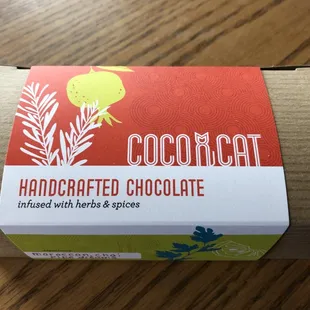 COCO & CAT
HANDCRAFTED CHOCOLATE
infused with herbs & spices